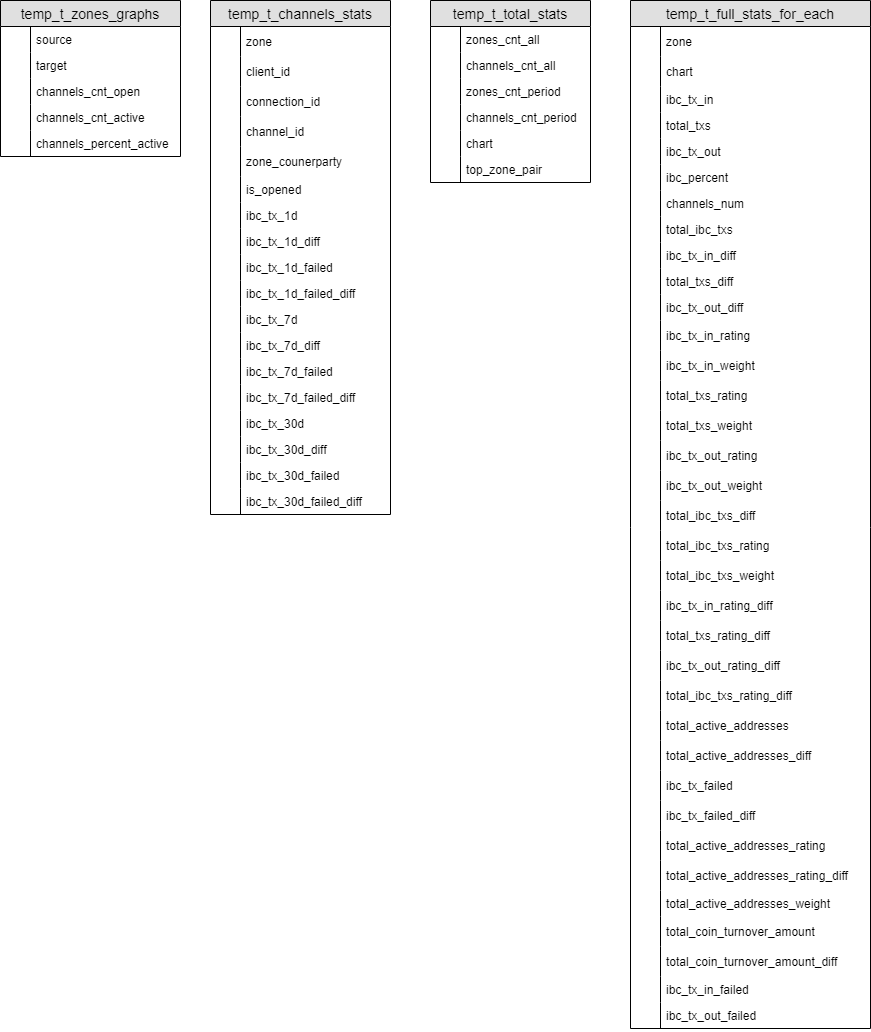 temp_t_zones_graphs
source
target
channels_cnt_open
channels_cnt_active
channels_percent_active
temp_t_channels_stats
zone
client_id
connection_id
channel_id
zone_counerparty
is_opened
ibc_tx_1d
ibc_tx_1d_diff
ibc_tx_1d_failed
ibc_tx_1d_failed_diff
ibc_tx_7d
ibc_tx_7d_diff
ibc_tx_7d_failed
ibc_tx_7d_failed_diff
ibc_tx_30d
ibc_tx_30d_diff
ibc_tx_30d_failed
ibc_tx_30d_failed_diff
temp_t_total_stats
zones_cnt_all
channels_cnt_all
zones_cnt_period
channels_cnt_period
chart
top_zone_pair
temp_t_full_stats_for_each
zone
chart
ibc_tx_in
total_txs
ibc_tx_out
ibc_percent
channels_num
total_ibc_txs
ibc_tx_in_diff
total_txs_diff
ibc_tx_out_diff
ibc_tx_in_rating
ibc_tx_in_weight
total_txs_rating
total_txs_weight
ibc_tx_out_rating
ibc_tx_out_weight
total_ibc_txs_diff
total_ibc_txs_rating
total_ibc_txs_weight
ibc_tx_in_rating_diff
total_txs_rating_diff
ibc_tx_out_rating_diff
total_ibc_txs_rating_diff
total_active_addresses
total_active_addresses_diff
ibc_tx_failed
ibc_tx_failed_diff
total_active_addresses_rating
total_active_addresses_rating_diff
total_active_addresses_weight
total_coin_turnover_amount
total_coin_turnover_amount_diff
ibc_tx_in_failed
ibc_tx_out_failed